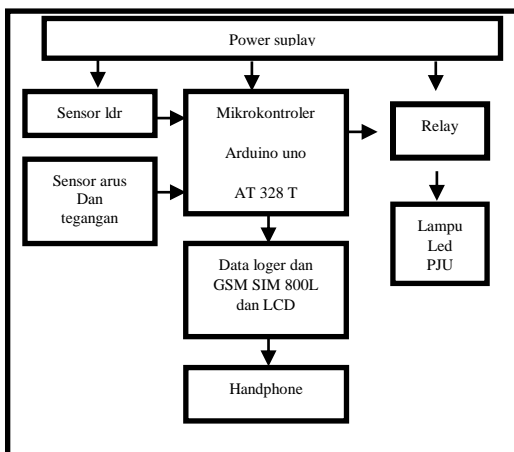 Power suplay
Sensor ldr
Mikrokontroler
Arduino uno
AT 328 T
Relay
Sensor arus
Dan
tegangan
Lampu
Led
PJU
Data loger dan
GSM SIM 800L
dan LCD
Handphone